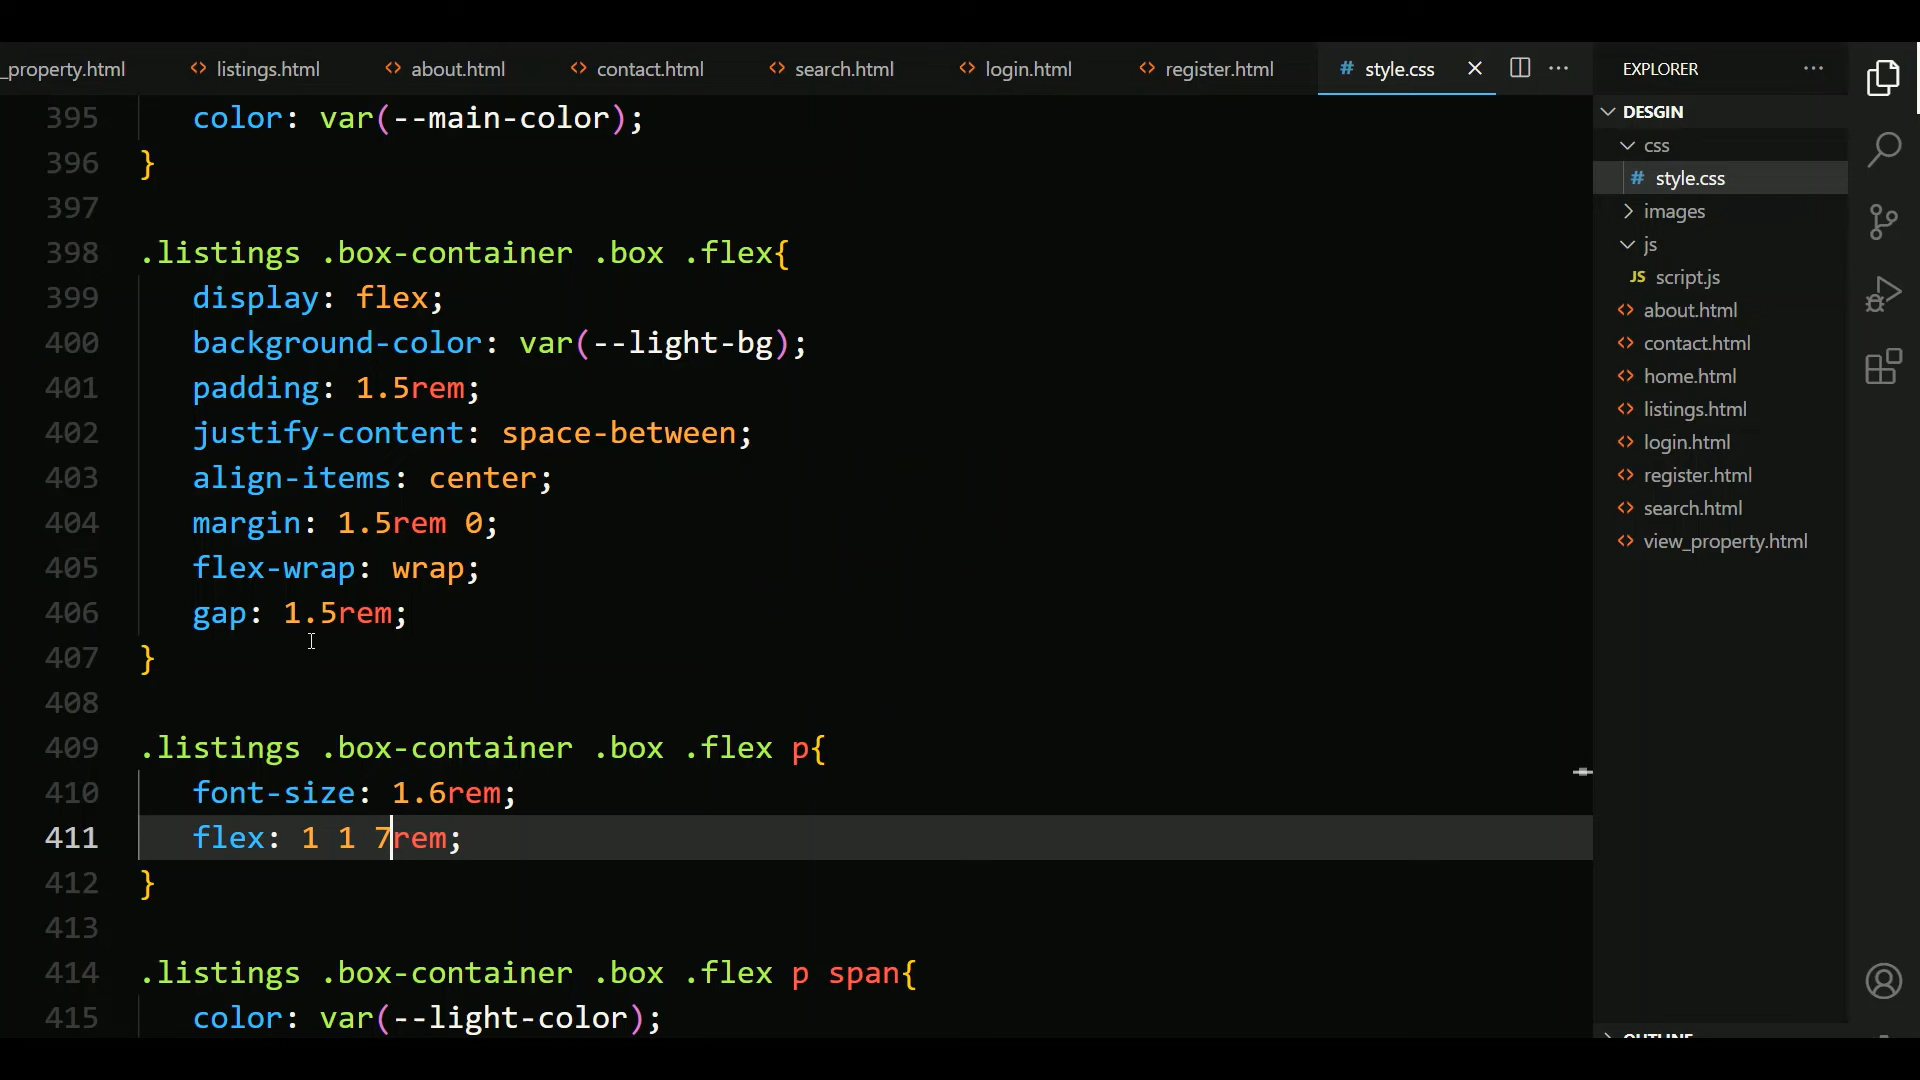 _property.html <> listings.html <> about.html <> contact.html <> search.html <> login.html <> register.html # style.css × ···
395 color: var(--main-color);
396 }
397
398 .listings .box-container .box .flex{
399 display: flex;
400 background-color: var(--light-bg);
401 padding: 1.5rem;
402 justify-content: space-between;
403 align-items: center;
404 margin: 1.5rem 0;
405 flex-wrap: wrap;
406 gap: 1.5rem;
407 }
408
409 .listings .box-container .box .flex p{
410 font-size: 1.6rem;
411 flex: 1 1 7rem;
412 }
413
414 .listings .box-container .box .flex p span{
415 color: var(--light-color);
EXPLORER ···
DESGIN
css
# style.css
images
js
JS script.js
<> about.html
<> contact.html
<> home.html
<> listings.html
<> login.html
<> register.html
<> search.html
<> view_property.html
OUTLINE